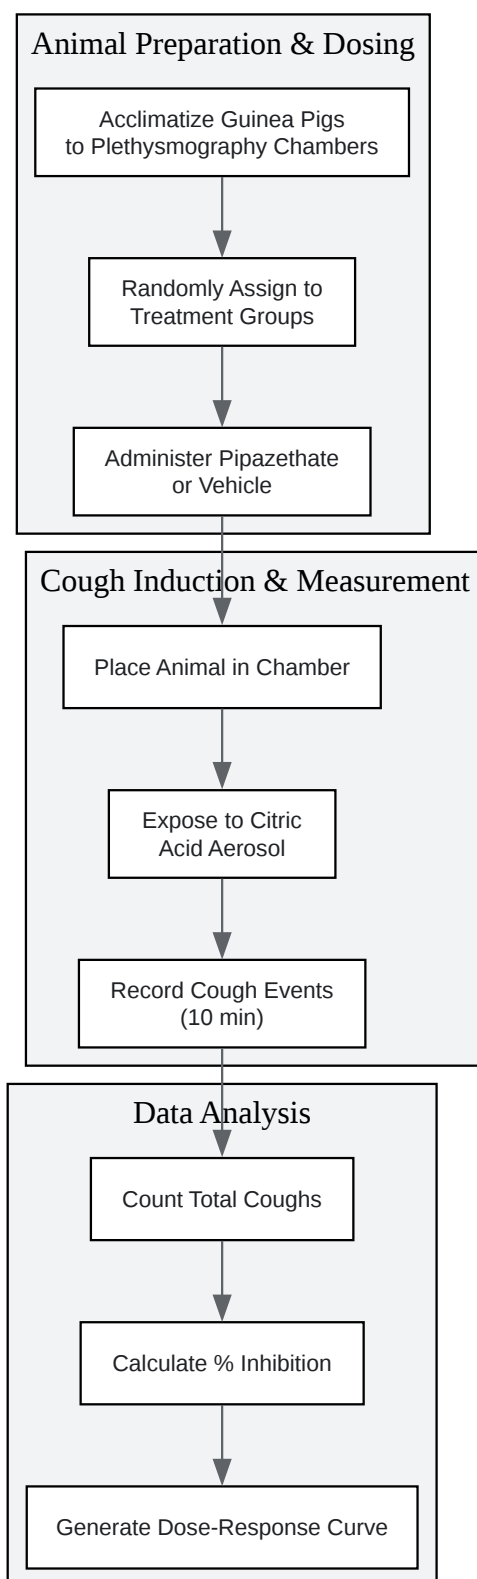 Animal Preparation & Dosing
Acclimatize Guinea Pigs
to Plethysmography Chambers
Randomly Assign to
Treatment Groups
Administer Pipazethate
or Vehicle
Cough Induction & Measurement
Place Animal in Chamber
Expose to Citric
Acid Aerosol
Record Cough Events
(10 min)
Data Analysis
Count Total Coughs
Calculate % Inhibition
Generate Dose-Response Curve